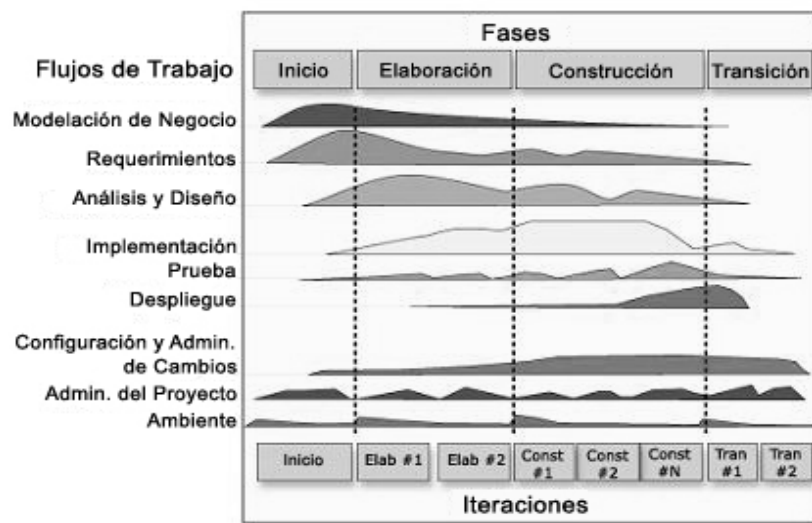 Fases
Flujos de Trabajo
Inicio
Elaboración
Construcción
Transición
Modelación de Negocio
Requerimientos
Análisis y Diseño
Implementación
Prueba
Despliegue
Configuración y Admin.
de Cambios
Admin. del Proyecto
Ambiente
Inicio
Elab #1
Elab #2
Const
#1
Const
#2
Const
#N
Tran
#1
Tran
#2
Iteraciones